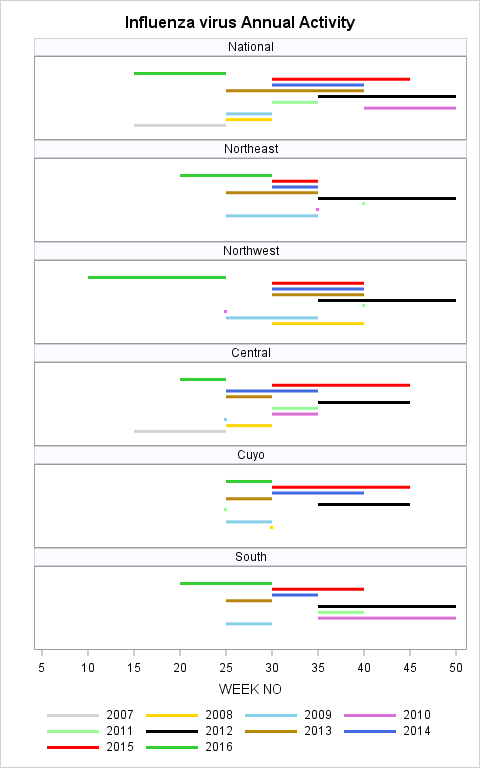 Influenza virus Annual Activity
National
Northeast
Northwest
Central
Cuyo
South
5 10 15 20 25 30 35 40 45 50
WEEK NO
2007 2008 2009 2010
2011 2012 2013 2014
2015 2016